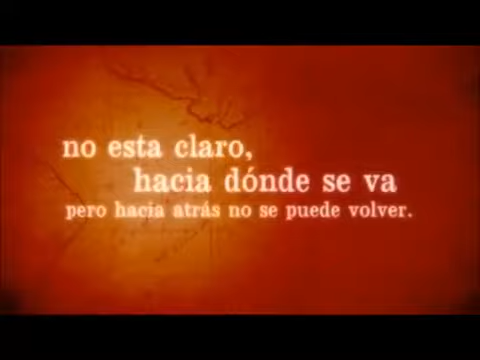 no esta claro,
hacia dónde se va
pero hacia atrás no se puede volver.